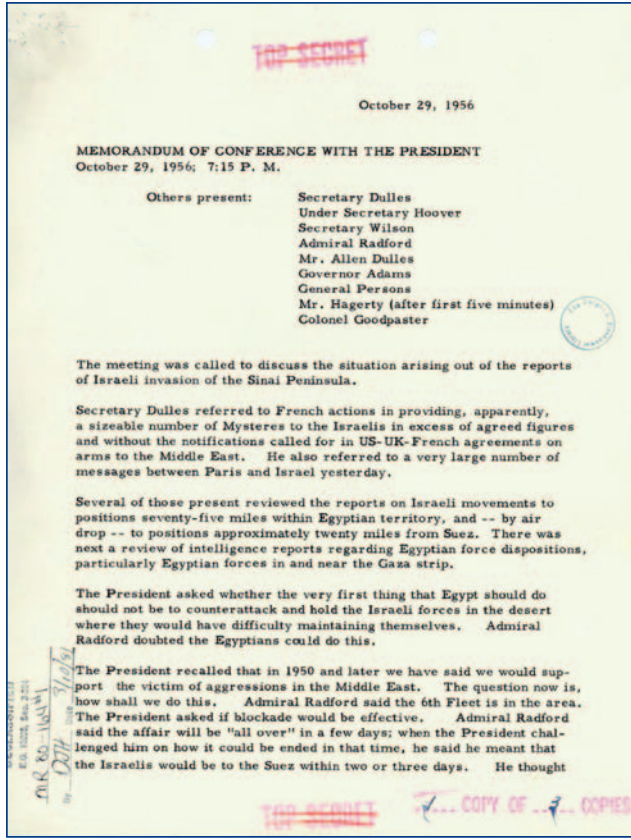 TOP SECRET
October 29, 1956
MEMORANDUM OF CONFERENCE WITH THE PRESIDENT
October 29, 1956; 7:15 P. M.
Others present: Secretary Dulles
Under Secretary Hoover
Secretary Wilson
Admiral Radford
Mr. Allen Dulles
Governor Adams
General Persons
Mr. Hagerty (after first five minutes)
Colonel Goodpaster
The meeting was called to discuss the situation arising out of the reports
of Israeli invasion of the Sinai Peninsula.
Secretary Dulles referred to French actions in providing, apparently,
a sizeable number of Mysteres to the Israelis in excess of agreed figures
and without the notifications called for in US-UK-French agreements on
arms to the Middle East. He also referred to a very large number of
messages between Paris and Israel yesterday.
Several of those present reviewed the reports on Israeli movements to
positions seventy-five miles within Egyptian territory, and -- by air
drop -- to positions approximately twenty miles from Suez. There was
next a review of intelligence reports regarding Egyptian force dispositions,
particularly Egyptian forces in and near the Gaza strip.
The President asked whether the very first thing that Egypt should do
should not be to counterattack and hold the Israeli forces in the desert
where they would have difficulty maintaining themselves. Admiral
Radford doubted the Egyptians could do this.
The President recalled that in 1950 and later we have said we would sup-
port the victim of aggressions in the Middle East. The question now is,
how shall we do this. Admiral Radford said the 6th Fleet is in the area.
The President asked if blockade would be effective. Admiral Radford
said the affair will be "all over" in a few days; when the President chal-
lenged him on how it could be ended in that time, he said he meant that
the Israelis would be to the Suez within two or three days. He thought
MR 80-164 #1
By DJH Date 3/10/81
TOP SECRET
COPY OF COPIES